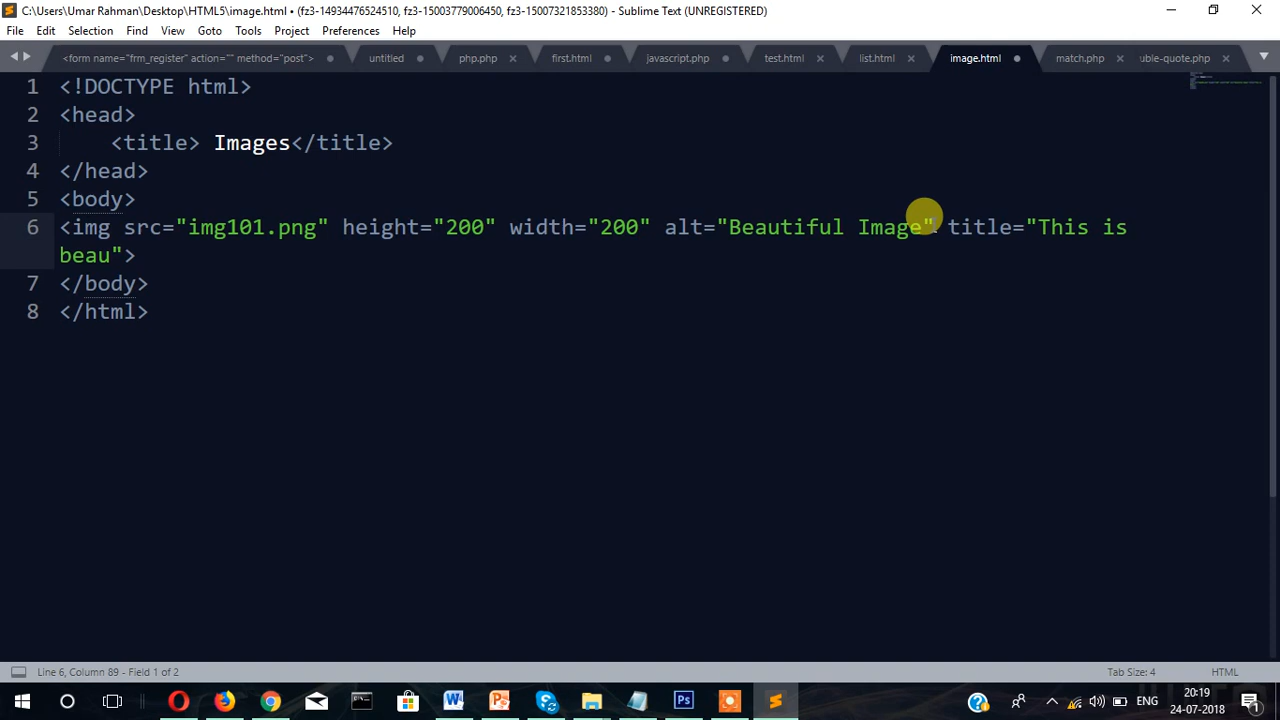 C:\Users\Umar Rahman\Desktop\HTML5\image.html • (fz3-14934476524510, fz3-15003779006450, fz3-15007321853380) - Sublime Text (UNREGISTERED)
File Edit Selection Find View Goto Tools Project Preferences Help
<form name="frm_register" action="" method="post"> untitled php.php first.html javascript.php test.html list.html image.html match.php uble-quote.php
1 <!DOCTYPE html>
2 <head>
3 <title> Images</title>
4 </head>
5 <body>
6 <img src="img101.png" height="200" width="200" alt="Beautiful Image" title="This is
beau">
7 </body>
8 </html>
Line 6, Column 89 - Field 1 of 2 Tab Size: 4 HTML
ENG 20:19
24-07-2018